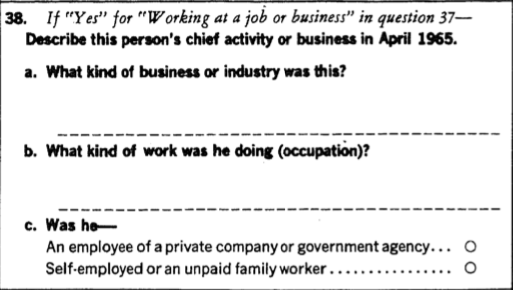 38. If "Yes" for "Working at a job or business" in question 37—
Describe this person's chief activity or business in April 1965.
a. What kind of business or industry was this?
b. What kind of work was he doing (occupation)?
c. Was he—
An employee of a private company or government agency... O
Self-employed or an unpaid family worker................ O